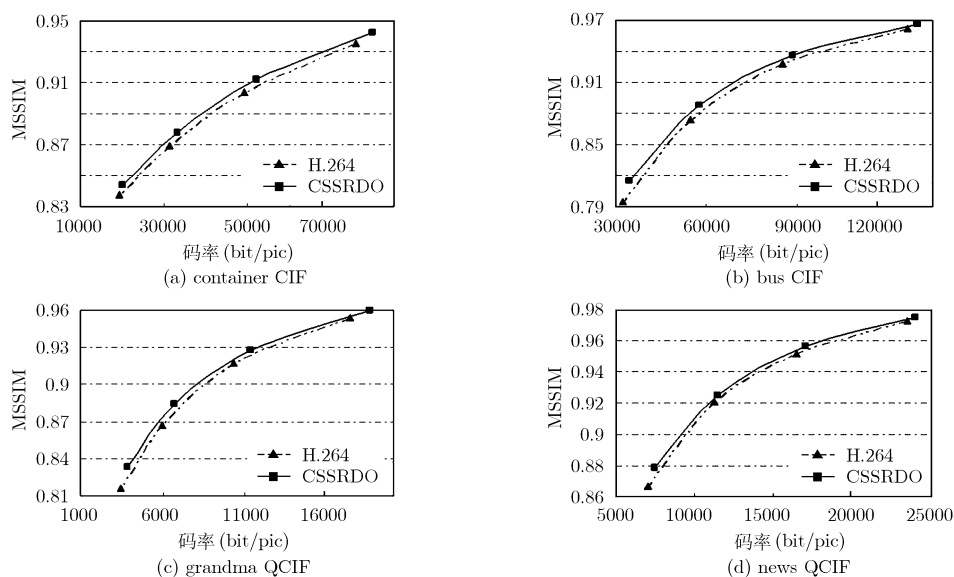 0.95
0.91
0.87
0.83
MSSIM
H.264
CSSRDO
10000 30000 50000 70000
码率 (bit/pic)
(a) container CIF
0.97
0.91
0.85
0.79
MSSIM
H.264
CSSRDO
30000 60000 90000 120000
码率 (bit/pic)
(b) bus CIF
0.96
0.93
0.9
0.87
0.84
0.81
MSSIM
H.264
CSSRDO
1000 6000 11000 16000
码率 (bit/pic)
(c) grandma QCIF
0.98
0.96
0.94
0.92
0.9
0.88
0.86
MSSIM
H.264
CSSRDO
5000 10000 15000 20000 25000
码率 (bit/pic)
(d) news QCIF